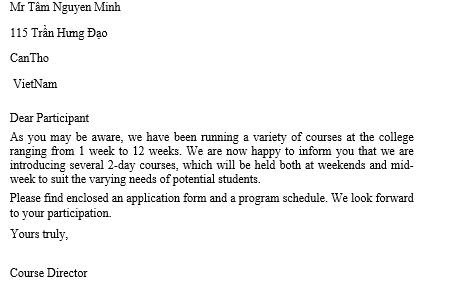 Mr Tâm Nguyen Minh
115 Trần Hưng Đạo
CanTho
VietNam
Dear Participant
As you may be aware, we have been running a variety of courses at the college
ranging from 1 week to 12 weeks. We are now happy to inform you that we are
introducing several 2-day courses, which will be held both at weekends and mid-
week to suit the varying needs of potential students.
Please find enclosed an application form and a program schedule. We look forward
to your participation.
Yours truly,
Course Director